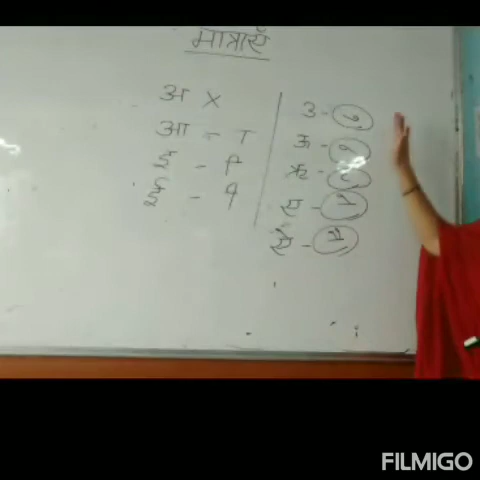 मात्राएँ
अ X
आ - ा
इ - ि
ई - ी
उ - ु
ऊ - ू
ऋ - ृ
ए -
ऐ -
FILMIGO